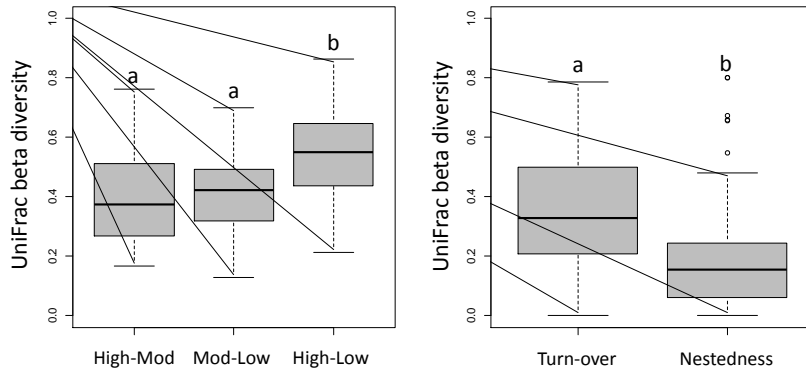 UniFrac beta diversity
1.0
0.8
0.6
0.4
0.2
0.0
a
a
b
High-Mod Mod-Low High-Low
UniFrac beta diversity
1.0
0.8
0.6
0.4
0.2
0.0
a
b
Turn-over Nestedness